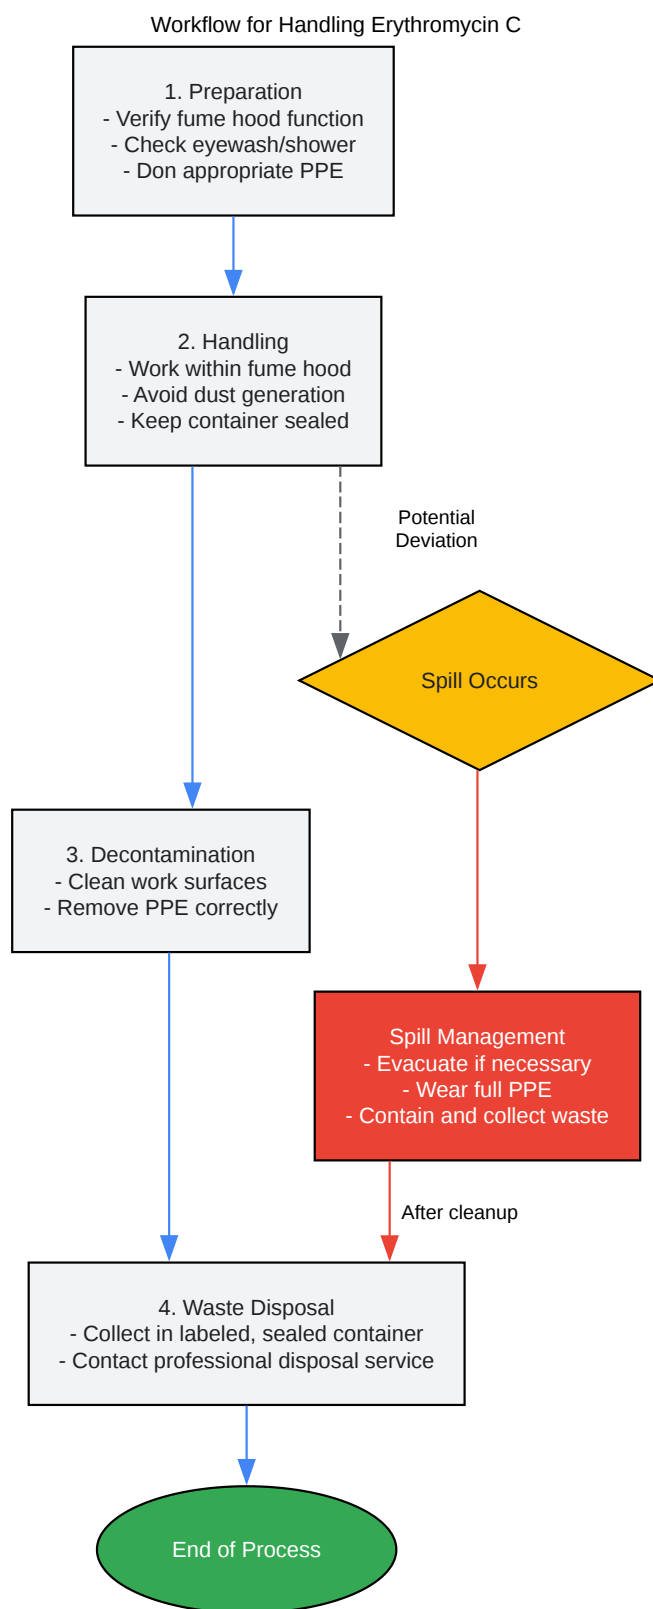 Workflow for Handling Erythromycin C
1. Preparation
- Verify fume hood function
- Check eyewash/shower
- Don appropriate PPE
2. Handling
- Work within fume hood
- Avoid dust generation
- Keep container sealed
Potential
Deviation
Spill Occurs
3. Decontamination
- Clean work surfaces
- Remove PPE correctly
Spill Management
- Evacuate if necessary
- Wear full PPE
- Contain and collect waste
After cleanup
4. Waste Disposal
- Collect in labeled, sealed container
- Contact professional disposal service
End of Process